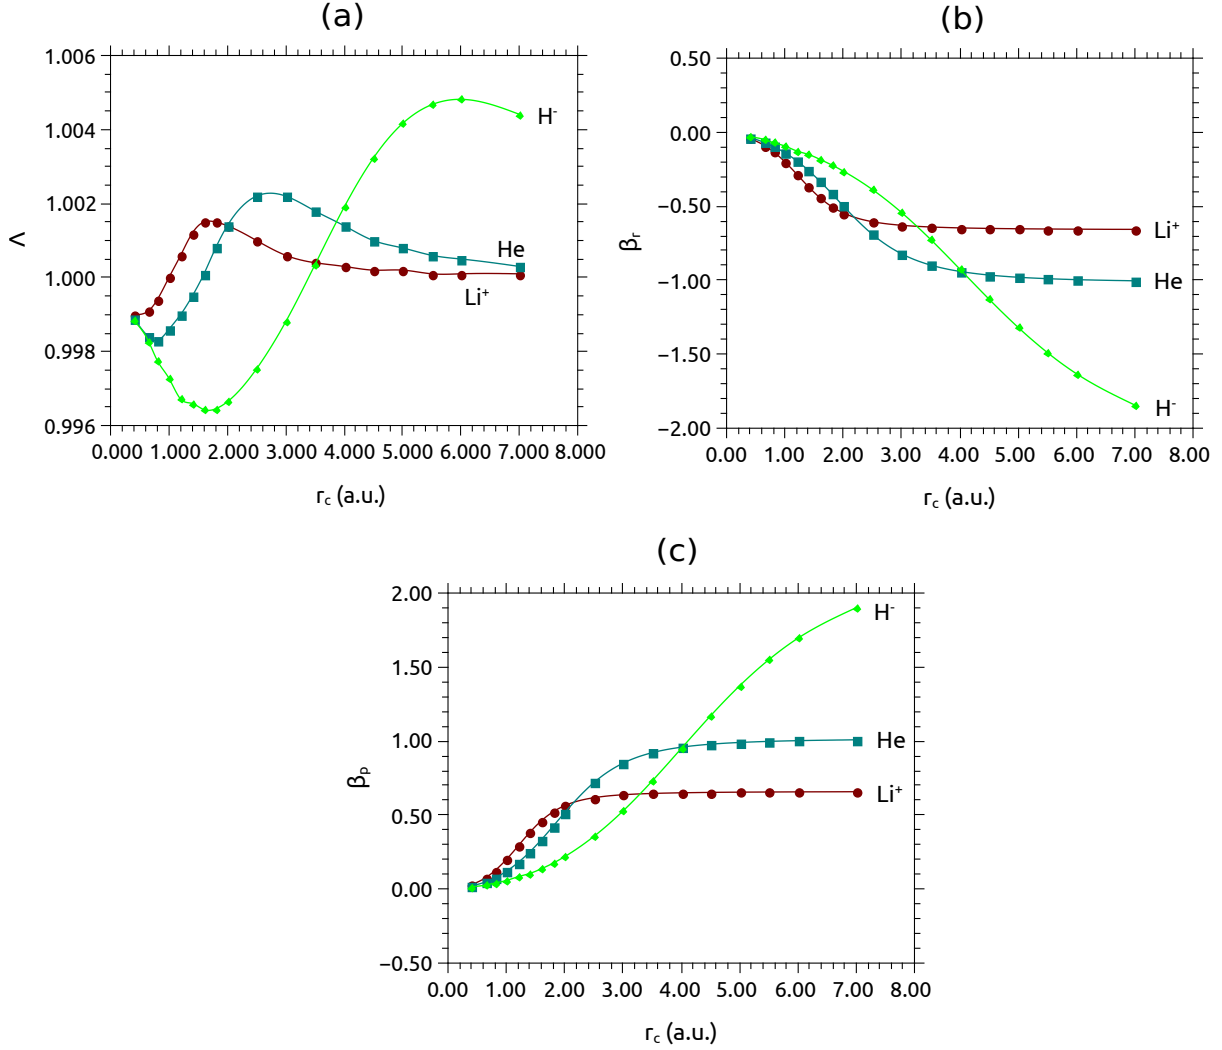 (a)
1.006
1.004
1.002
1.000
0.998
0.996
Λ
0.000 1.000 2.000 3.000 4.000 5.000 6.000 7.000 8.000
r_c (a.u.)
H⁻
He
Li⁺
(b)
0.50
0.00
−0.50
−1.00
−1.50
−2.00
β_r
0.00 1.00 2.00 3.00 4.00 5.00 6.00 7.00 8.00
r_c (a.u.)
Li⁺
He
H⁻
(c)
2.00
1.50
1.00
0.50
0.00
−0.50
β_p
0.00 1.00 2.00 3.00 4.00 5.00 6.00 7.00 8.00
r_c (a.u.)
H⁻
He
Li⁺